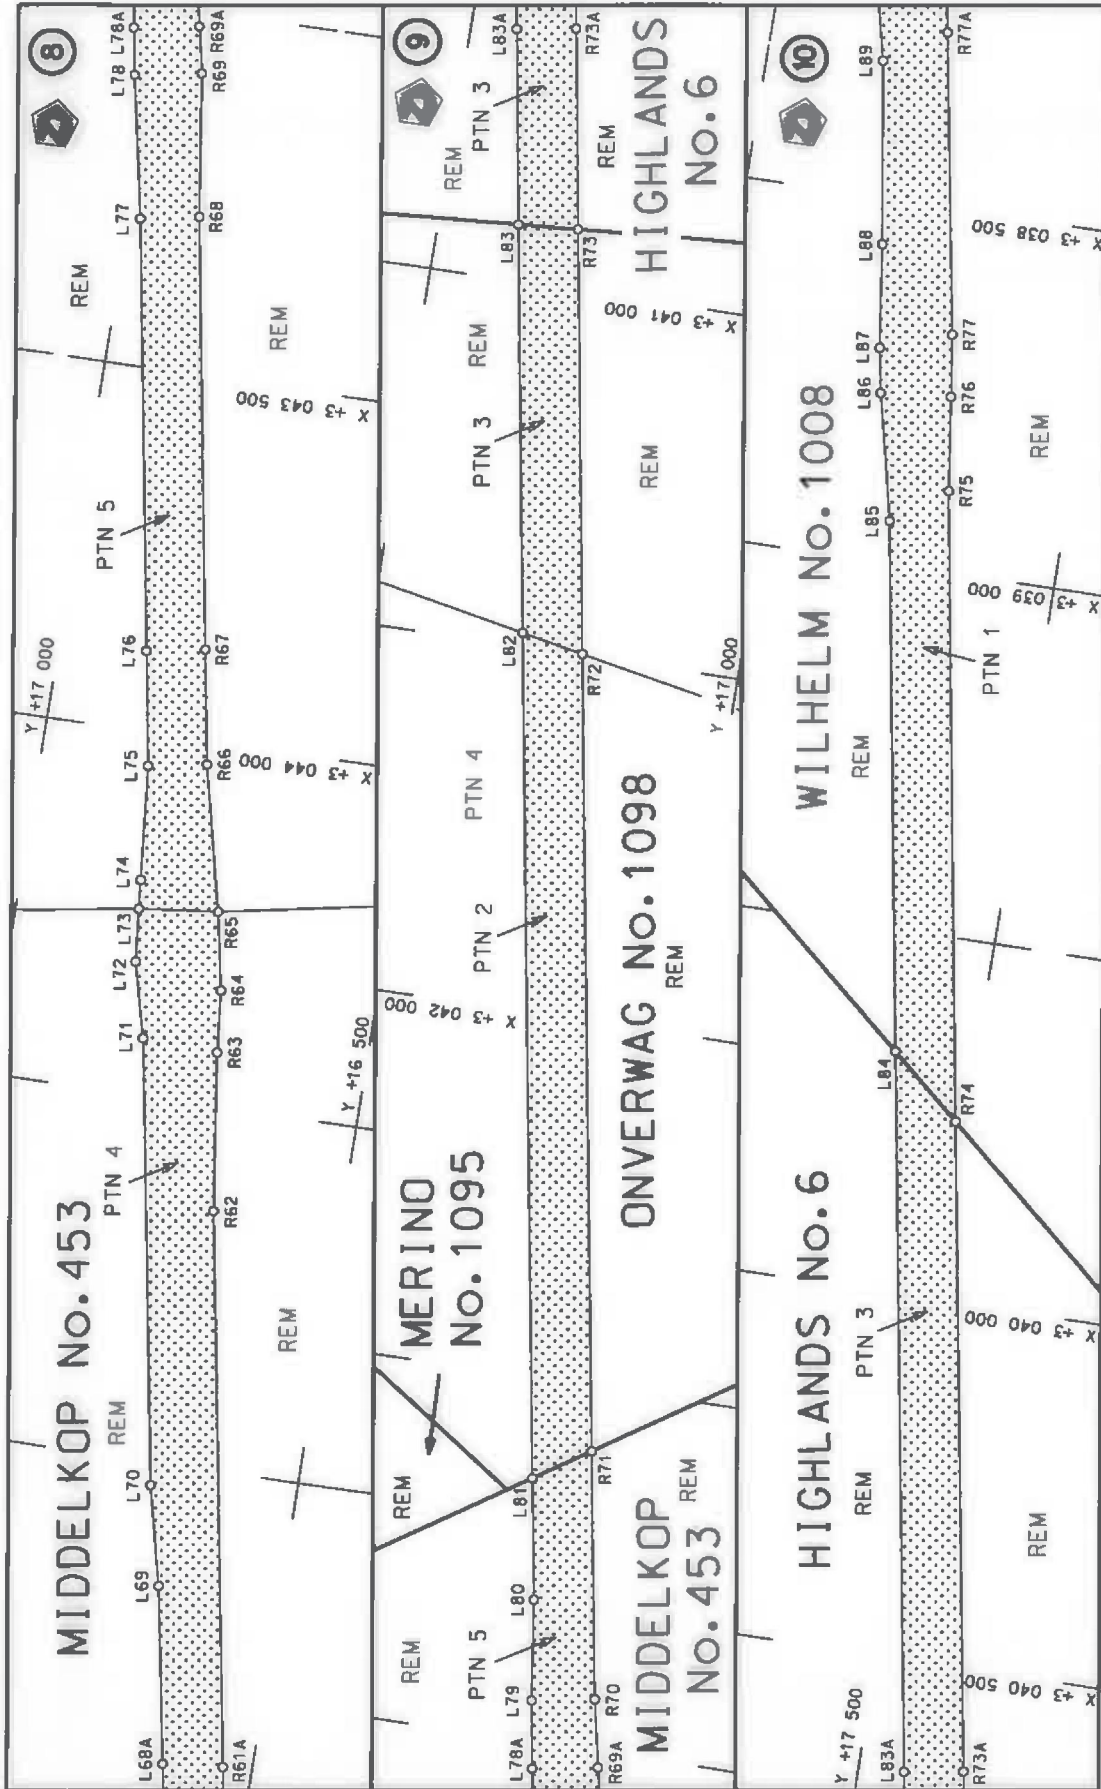 8
L68A
L69
L70
L71
L72
L73
L74
L75
L76
L77
L78
L78A
MIDDELKOP No.453
REM
PTN 4
PTN 5
REM
Y +17 000
R61A
R62
R63
R64
R65
R66
R67
R68
R69
R69A
REM
REM
Y +16 500
X +3 044 000
X +3 043 500
9
MERINO
No.1095
REM
REM
PTN 5
PTN 2
PTN 4
PTN 3
REM
PTN 3
REM
X +3 042 000
L78A
L79
L80
L81
L82
L83
L83A
R69A
R70
R71
R72
R73
R73A
MIDDELKOP
No.453
REM
ONVERWAG No.1098
REM
REM
REM
HIGHLANDS
No.6
Y +17 000
X +3 041 000
10
HIGHLANDS No.6
REM
PTN 3
WILHELM No.1008
REM
Y +17 500
L83A
L84
L85
L86
L87
L88
L89
R73A
R74
R75
R76
R77
R77A
PTN 1
REM
REM
X +3 040 500
X +3 040 000
X +3 039 000
X +3 038 500